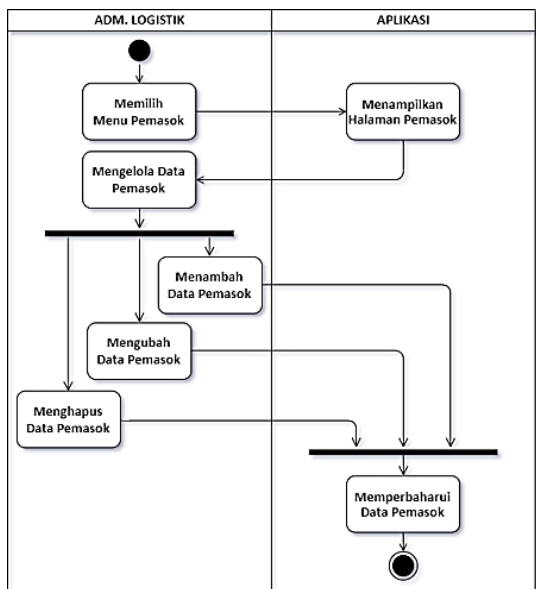 ADM. LOGISTIK
APLIKASI
Memilih
Menu Pemasok
Menampilkan
Halaman Pemasok
Mengelola Data
Pemasok
Menambah
Data Pemasok
Mengubah
Data Pemasok
Menghapus
Data Pemasok
Memperbaharui
Data Pemasok